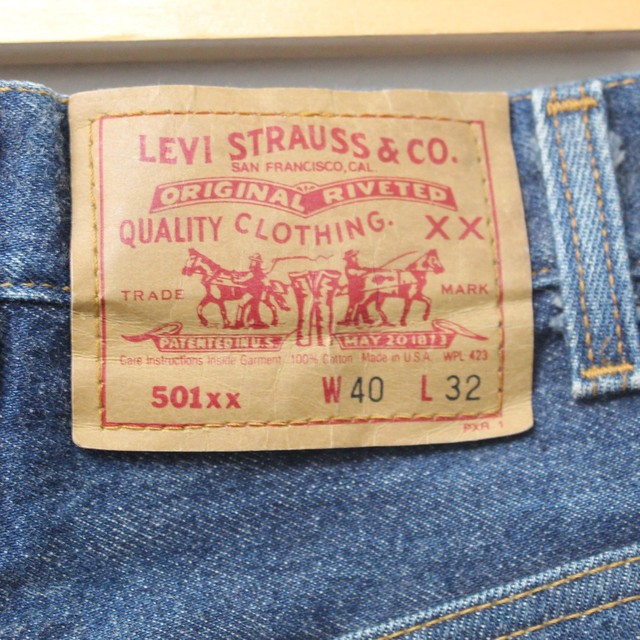 LEVI STRAUSS & CO.
SAN FRANCISCO, CAL.
ORIGINAL RIVETED
QUALITY CLOTHING. XX
TRADE MARK
PATENTED IN U.S. MAY 20 1873
Care Instructions Inside Garment 100% Cotton Made in U.S.A. WPL 423
501xx W 40 L 32
PXR 1